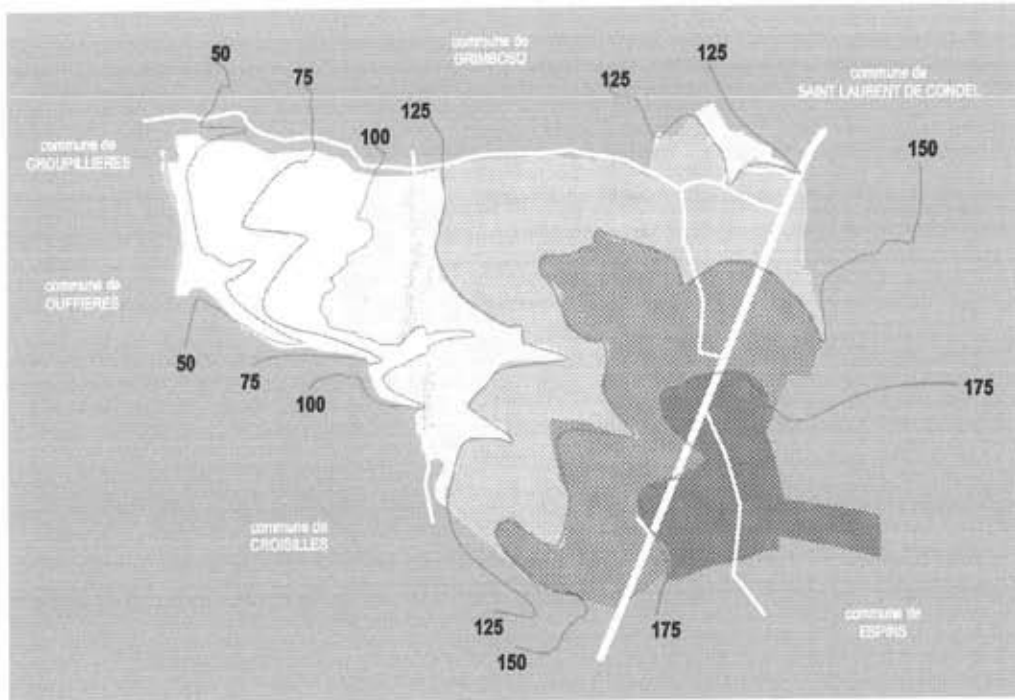 commune de
GRIMBOSQ
50
75
125
125
125
commune de
SAINT LAURENT DE CONDEL
100
150
commune de
GROUPILLIERES
commune de
OUFFIERES
50
75
100
175
commune de
CROISILLES
125
150
175
commune de
ESPINS